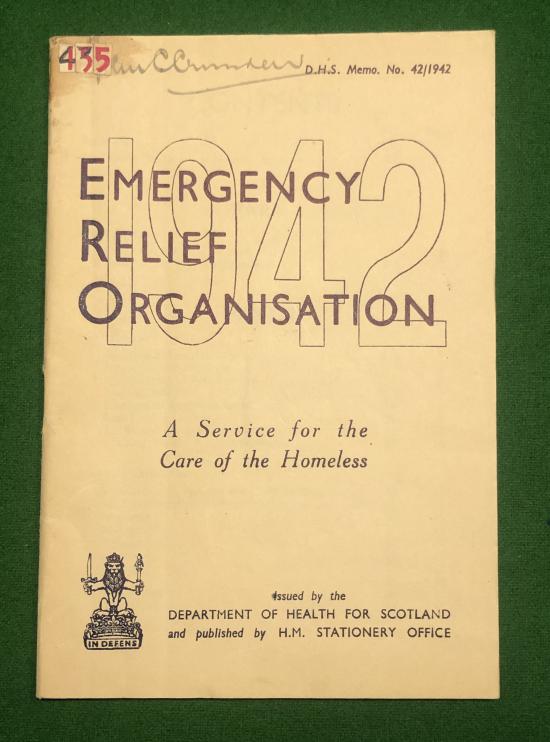 435
D.H.S. Memo. No. 42/1942
1942
EMERGENCY
RELIEF
ORGANISATION
A Service for the
Care of the Homeless
Issued by the
DEPARTMENT OF HEALTH FOR SCOTLAND
and published by H.M. STATIONERY OFFICE
IN DEFENS